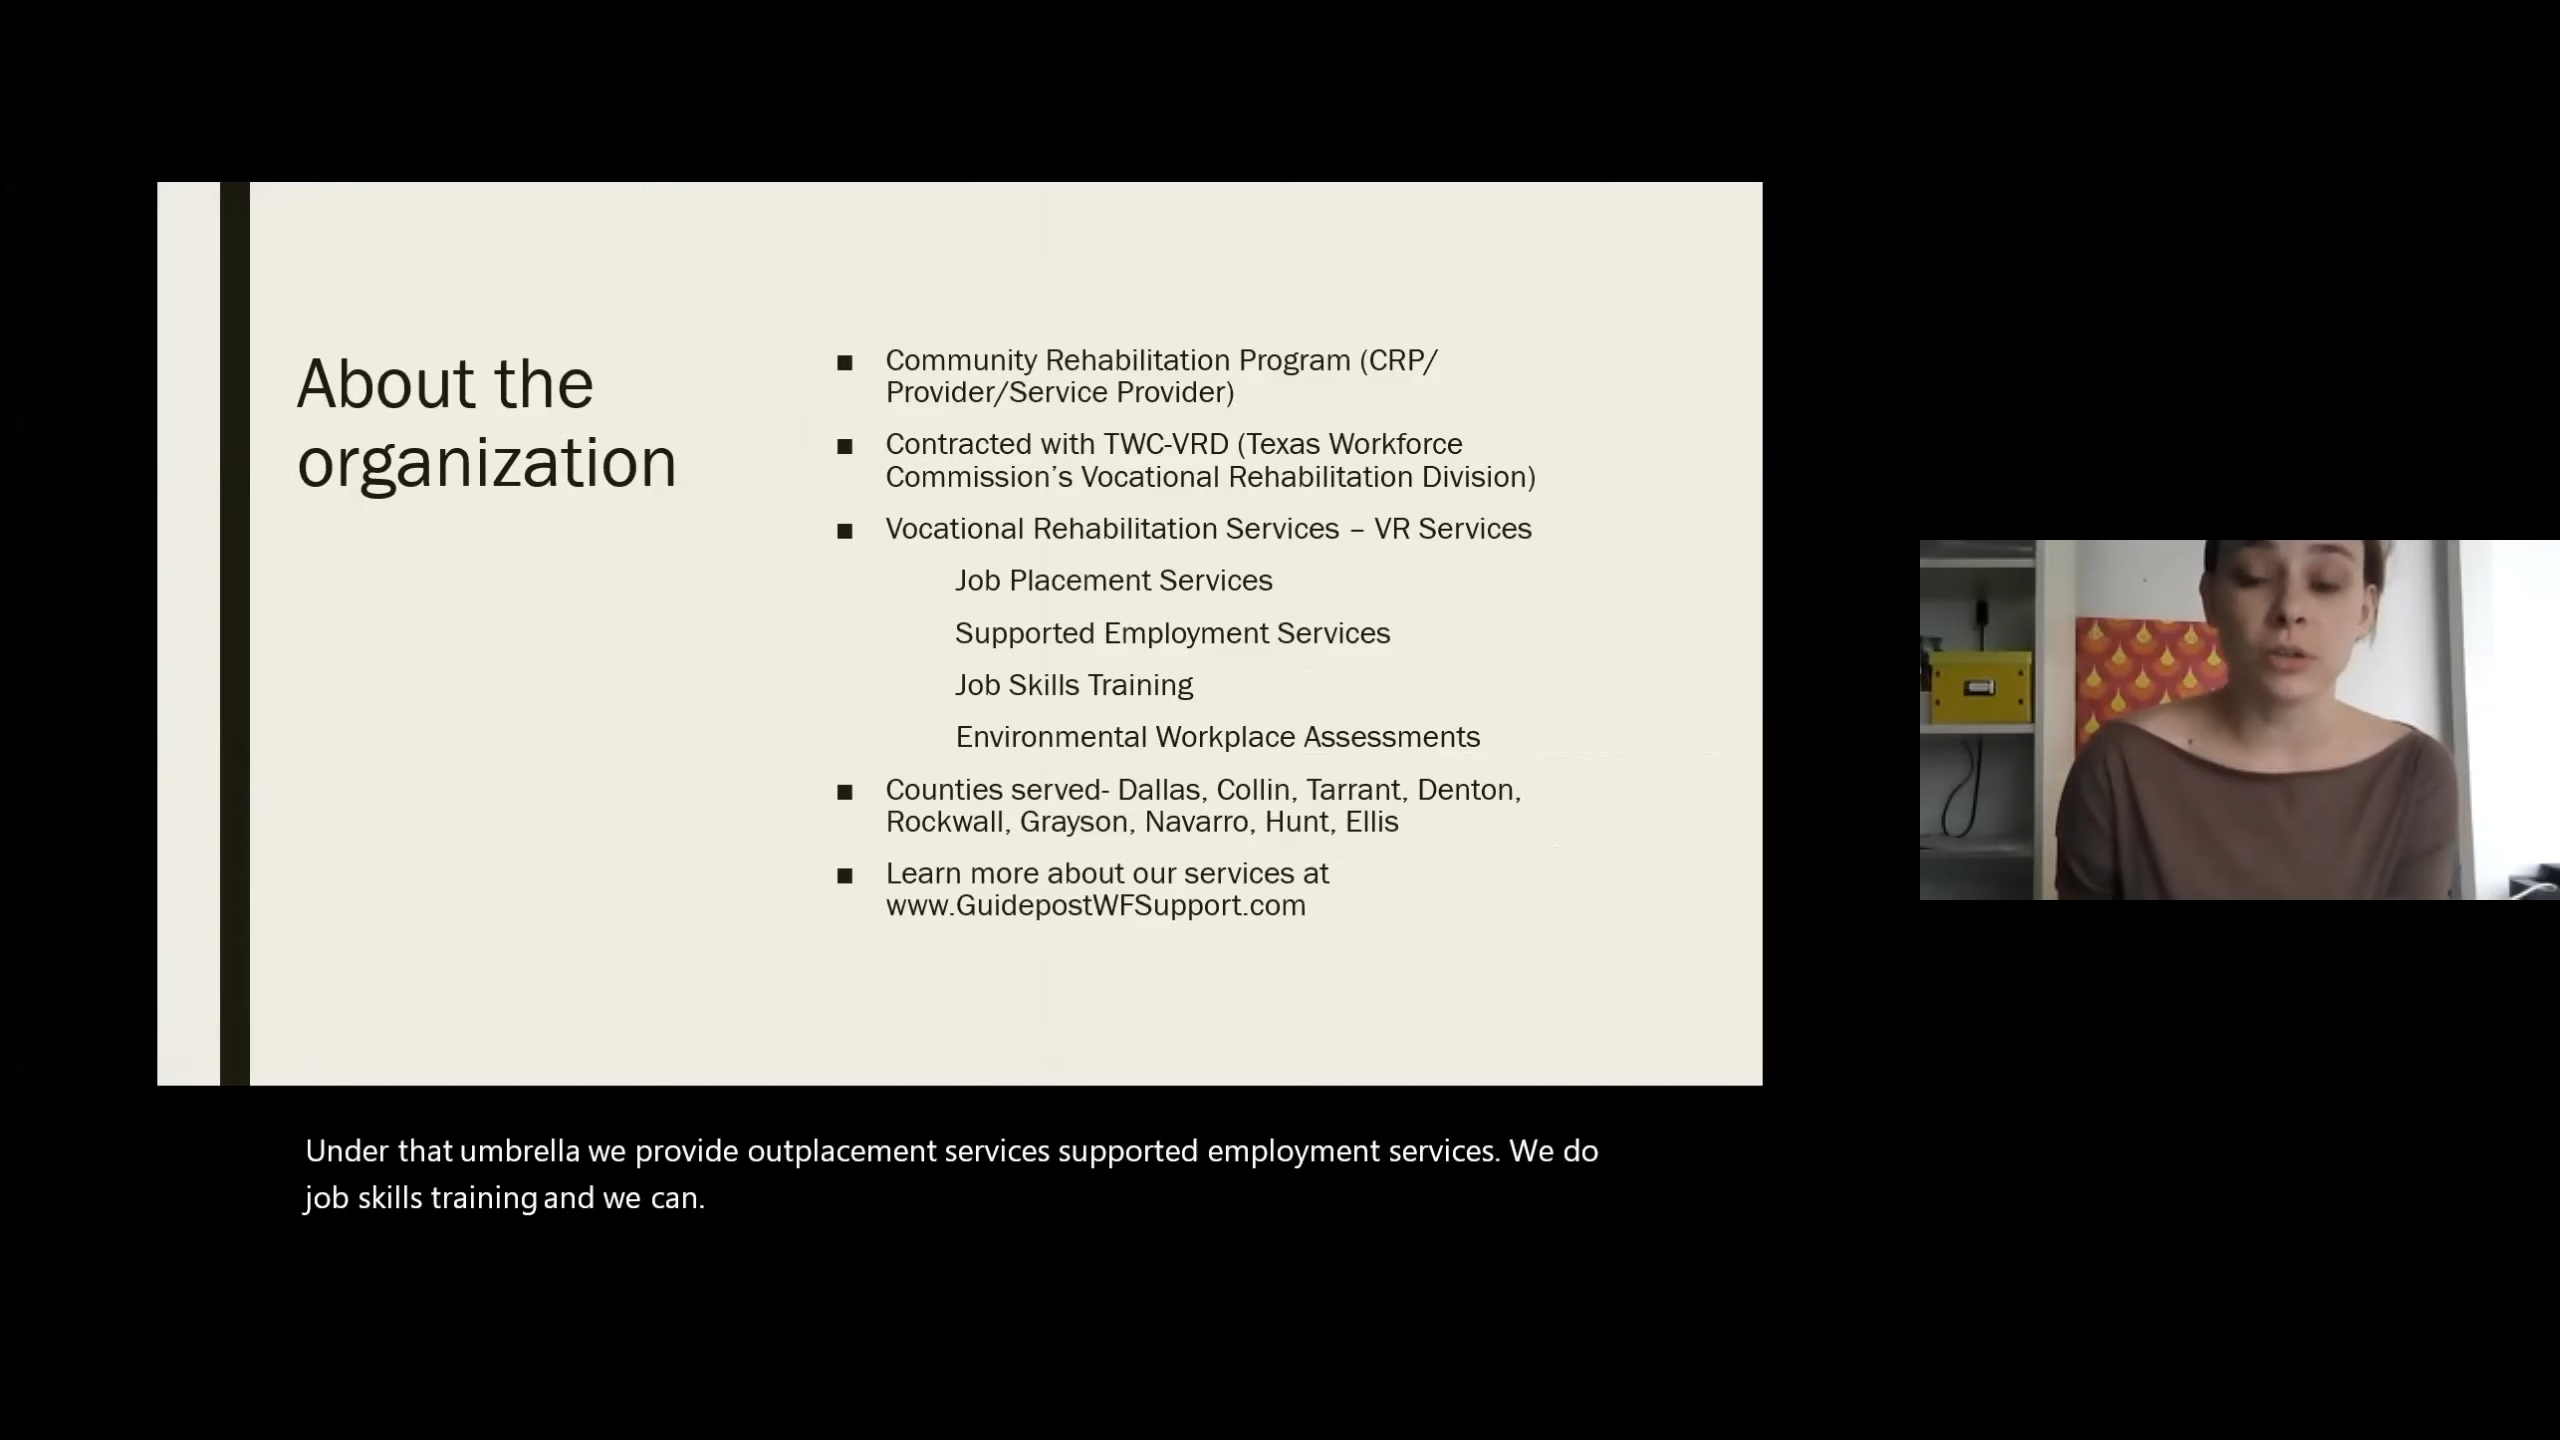 About the
organization
■ Community Rehabilitation Program (CRP/
Provider/Service Provider)
■ Contracted with TWC-VRD (Texas Workforce
Commission’s Vocational Rehabilitation Division)
■ Vocational Rehabilitation Services – VR Services
Job Placement Services
Supported Employment Services
Job Skills Training
Environmental Workplace Assessments
■ Counties served- Dallas, Collin, Tarrant, Denton,
Rockwall, Grayson, Navarro, Hunt, Ellis
■ Learn more about our services at
www.GuidepostWFSupport.com
Under that umbrella we provide outplacement services supported employment services. We do
job skills training and we can.